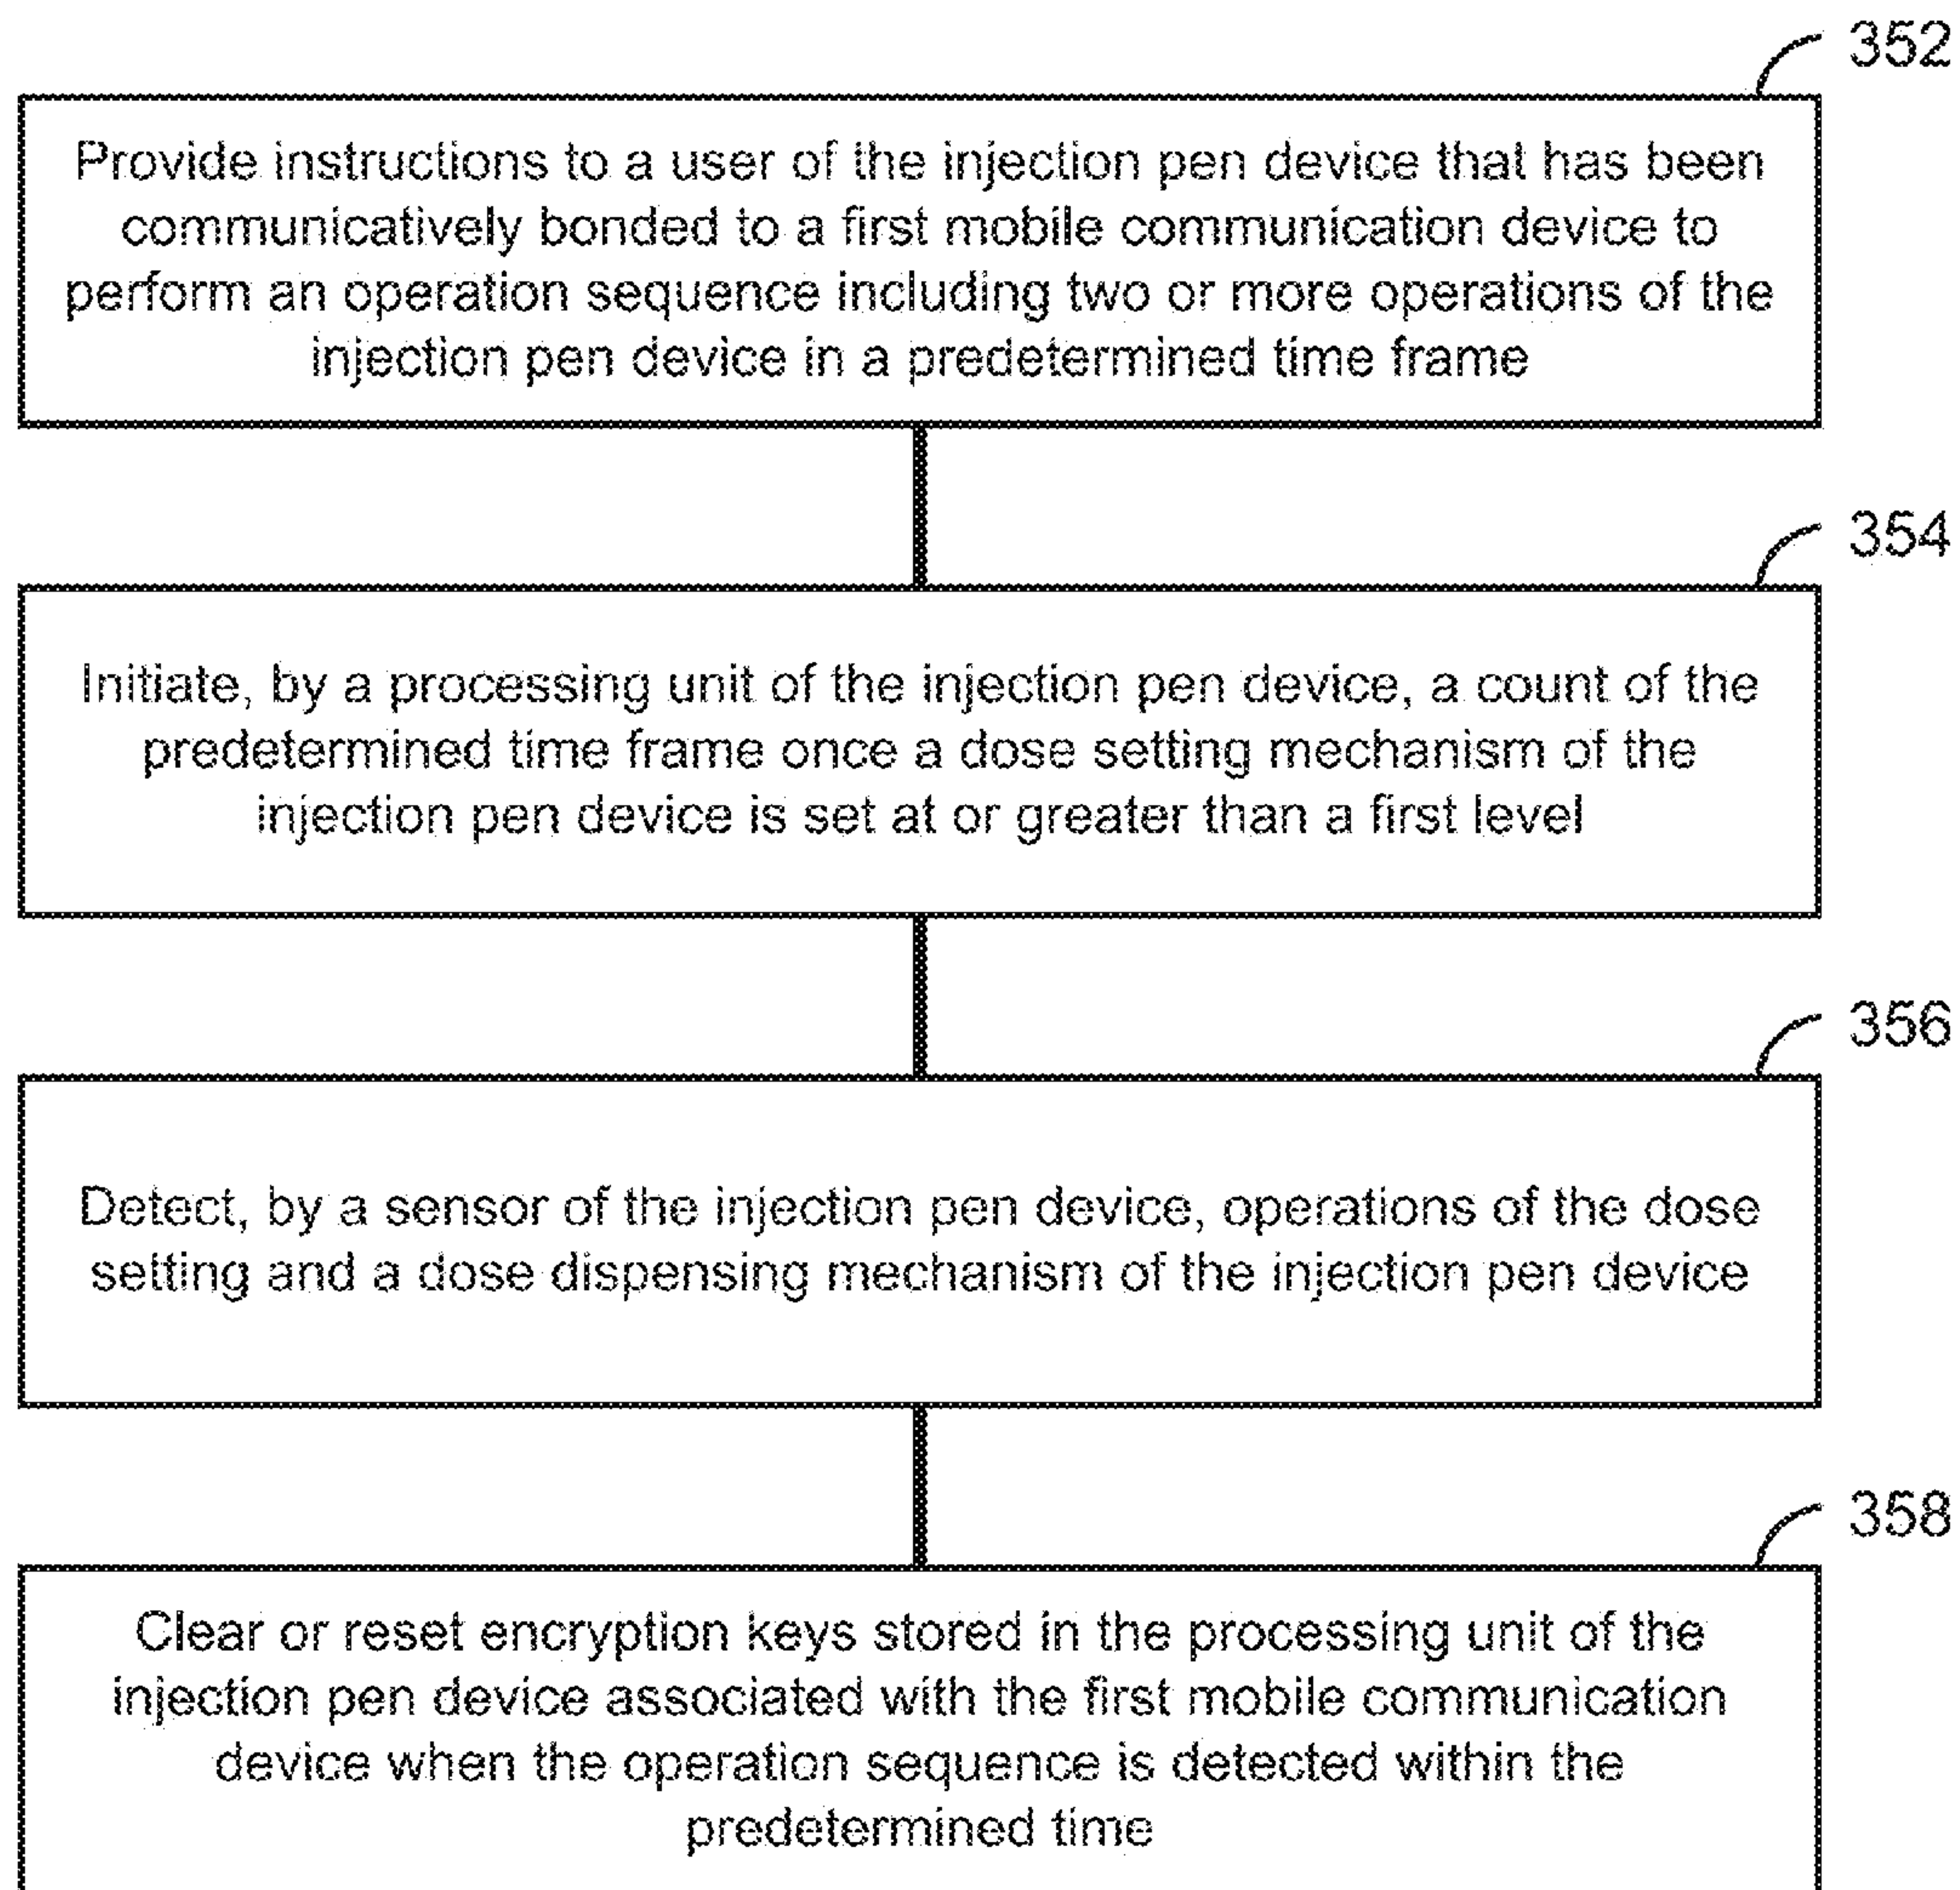 352
Provide instructions to a user of the injection pen device that has been
communicatively bonded to a first mobile communication device to
perform an operation sequence including two or more operations of the
injection pen device in a predetermined time frame
354
Initiate, by a processing unit of the injection pen device, a count of the
predetermined time frame once a dose setting mechanism of the
injection pen device is set at or greater than a first level
356
Detect, by a sensor of the injection pen device, operations of the dose
setting and a dose dispensing mechanism of the injection pen device
358
Clear or reset encryption keys stored in the processing unit of the
injection pen device associated with the first mobile communication
device when the operation sequence is detected within the
predetermined time